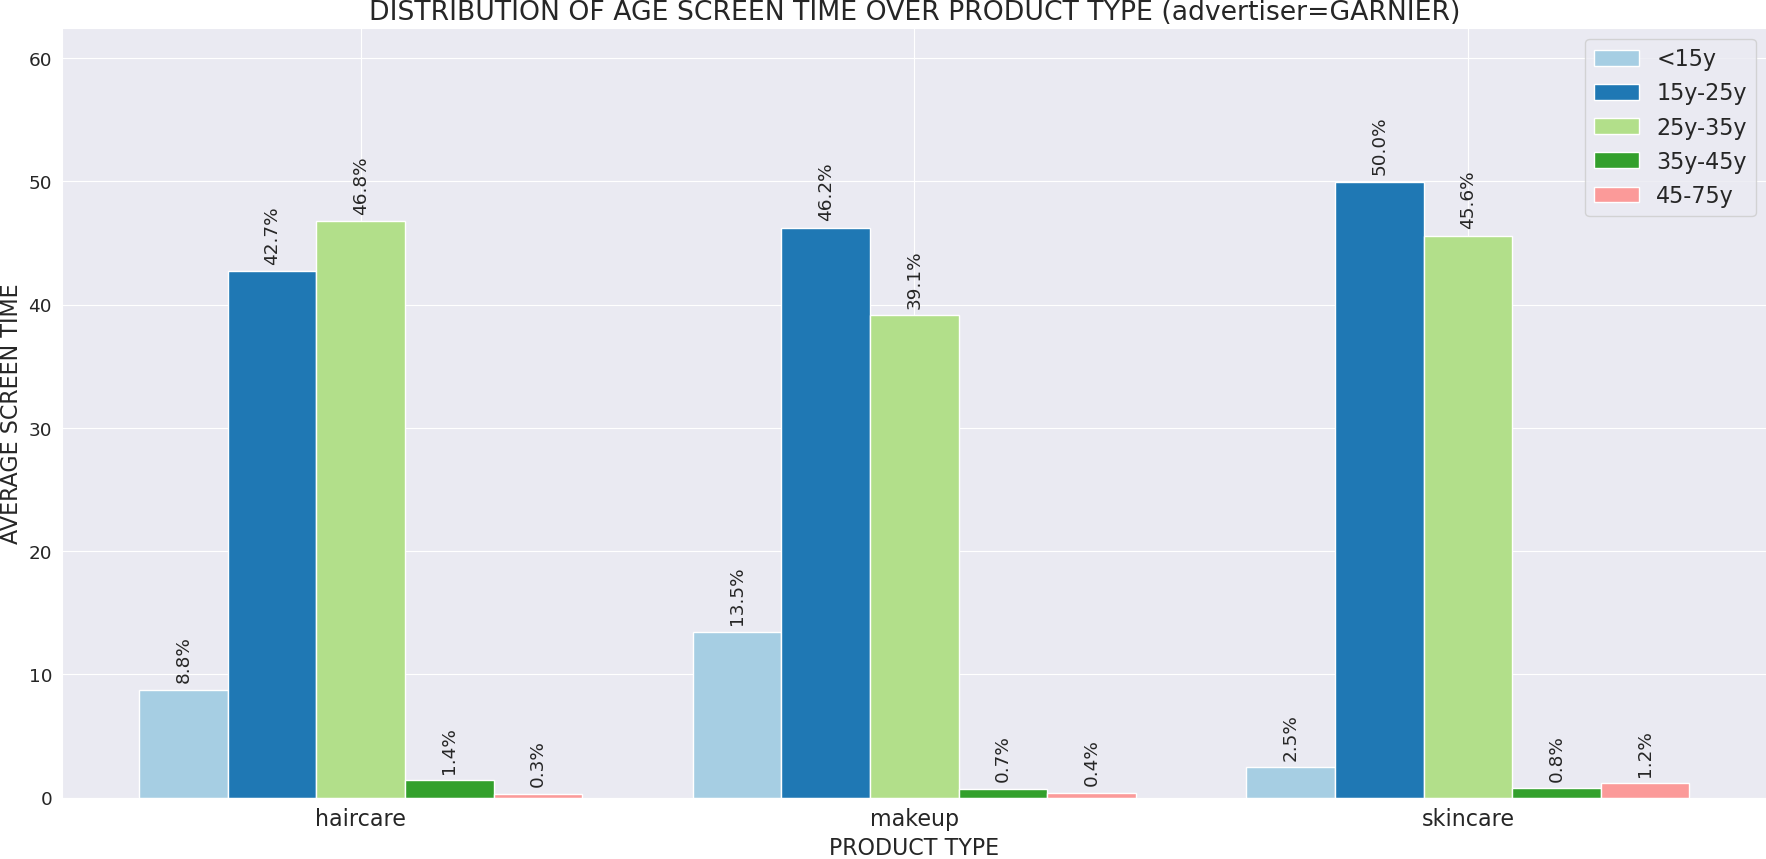 DISTRIBUTION OF AGE SCREEN TIME OVER PRODUCT TYPE (advertiser=GARNIER)
<15y
15y-25y
25y-35y
35y-45y
45-75y
AVERAGE SCREEN TIME
60
50
40
30
20
10
0
8.8%
42.7%
46.8%
1.4%
0.3%
13.5%
46.2%
39.1%
0.7%
0.4%
2.5%
50.0%
45.6%
0.8%
1.2%
haircare
makeup
skincare
PRODUCT TYPE